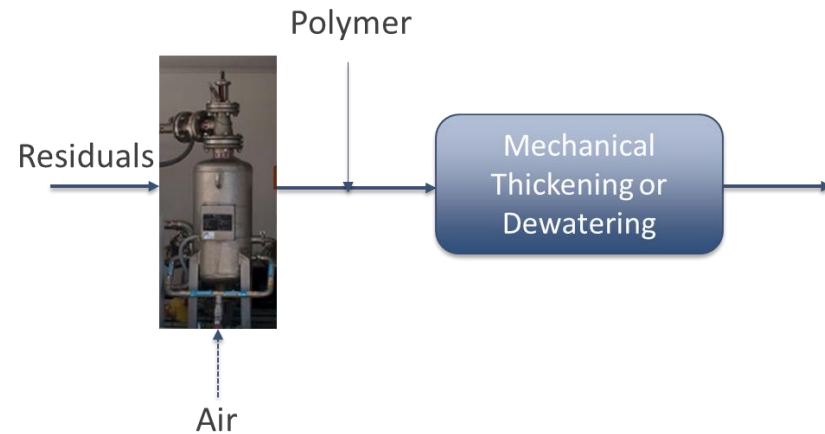 Polymer
Residuals
Mechanical
Thickening or
Dewatering
Air